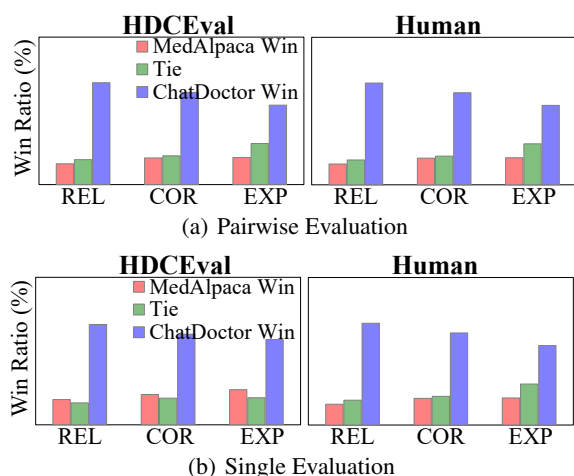 HDCEval Human
Win Ratio (%)
MedAlpaca Win
Tie
ChatDoctor Win
REL COR EXP REL COR EXP
(a) Pairwise Evaluation
HDCEval Human
Win Ratio (%)
MedAlpaca Win
Tie
ChatDoctor Win
REL COR EXP REL COR EXP
(b) Single Evaluation